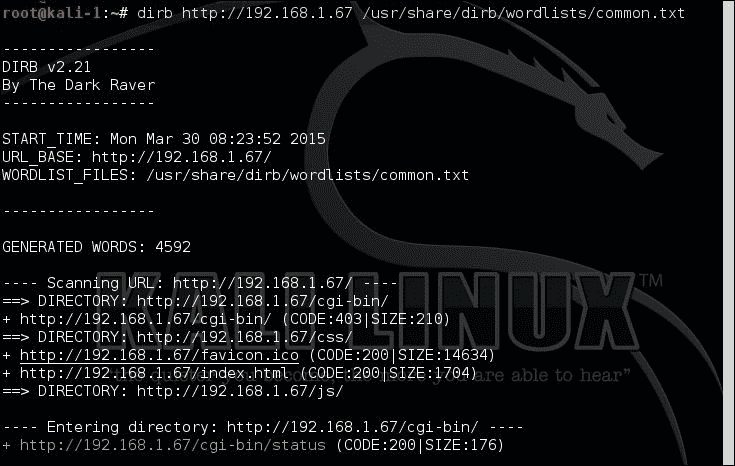 root@kali-1:~# dirb http://192.168.1.67 /usr/share/dirb/wordlists/common.txt
-----------------
DIRB v2.21
By The Dark Raver
-----------------
START_TIME: Mon Mar 30 08:23:52 2015
URL_BASE: http://192.168.1.67/
WORDLIST_FILES: /usr/share/dirb/wordlists/common.txt
-----------------
GENERATED WORDS: 4592
---- Scanning URL: http://192.168.1.67/ ----
==> DIRECTORY: http://192.168.1.67/cgi-bin/
+ http://192.168.1.67/cgi-bin/ (CODE:403|SIZE:210)
==> DIRECTORY: http://192.168.1.67/css/
+ http://192.168.1.67/favicon.ico (CODE:200|SIZE:14634)
+ http://192.168.1.67/index.html (CODE:200|SIZE:1704)
==> DIRECTORY: http://192.168.1.67/js/
---- Entering directory: http://192.168.1.67/cgi-bin/ ----
+ http://192.168.1.67/cgi-bin/status (CODE:200|SIZE:176)
KALI LINUX™
you are able to hear"